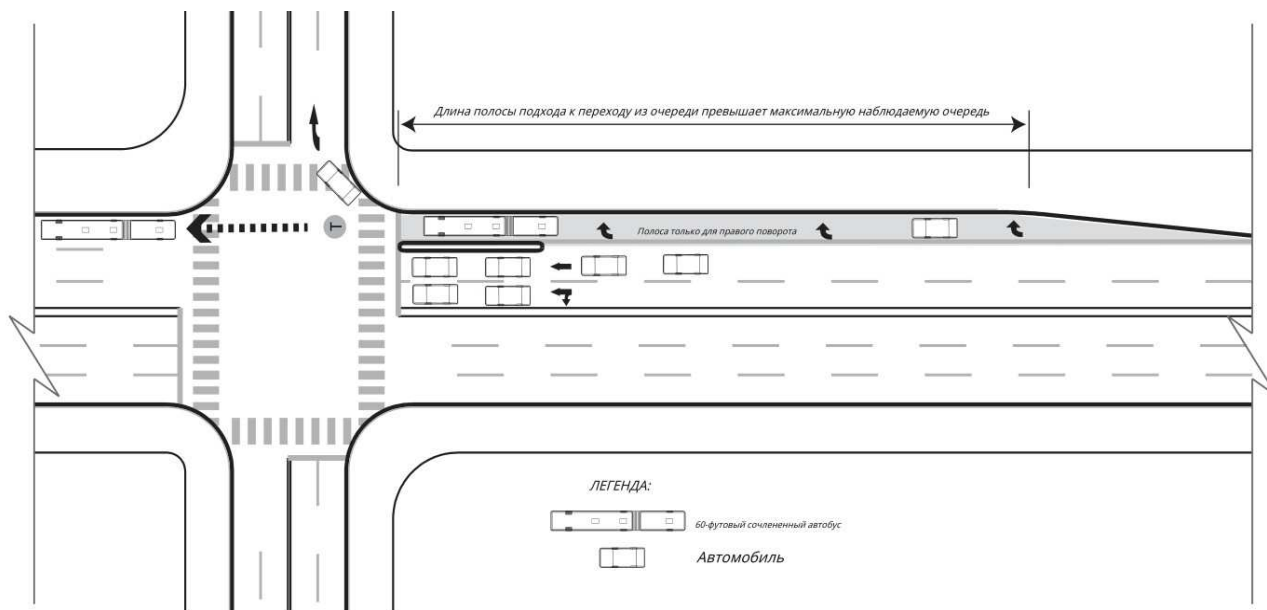 Длина полосы подхода к переходу из очереди превышает максимальную наблюдаемую очередь
T
Полоса только для правого поворота
ЛЕГЕНДА:
60-футовый сочлененный автобус
Автомобиль